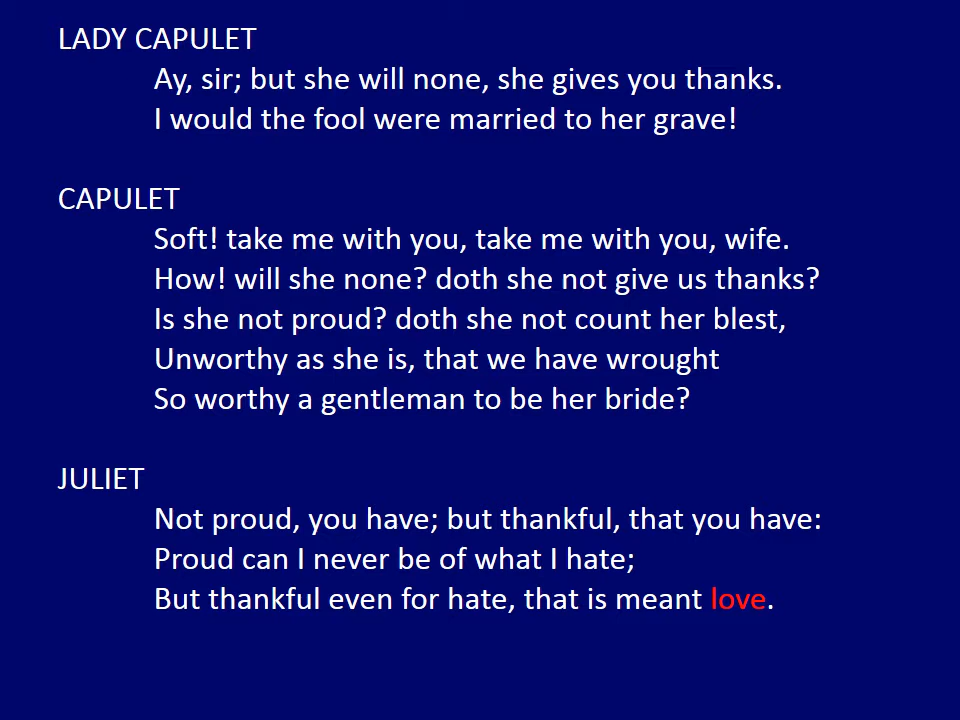 LADY CAPULET
Ay, sir; but she will none, she gives you thanks.
I would the fool were married to her grave!
CAPULET
Soft! take me with you, take me with you, wife.
How! will she none? doth she not give us thanks?
Is she not proud? doth she not count her blest,
Unworthy as she is, that we have wrought
So worthy a gentleman to be her bride?
JULIET
Not proud, you have; but thankful, that you have:
Proud can I never be of what I hate;
But thankful even for hate, that is meant love.